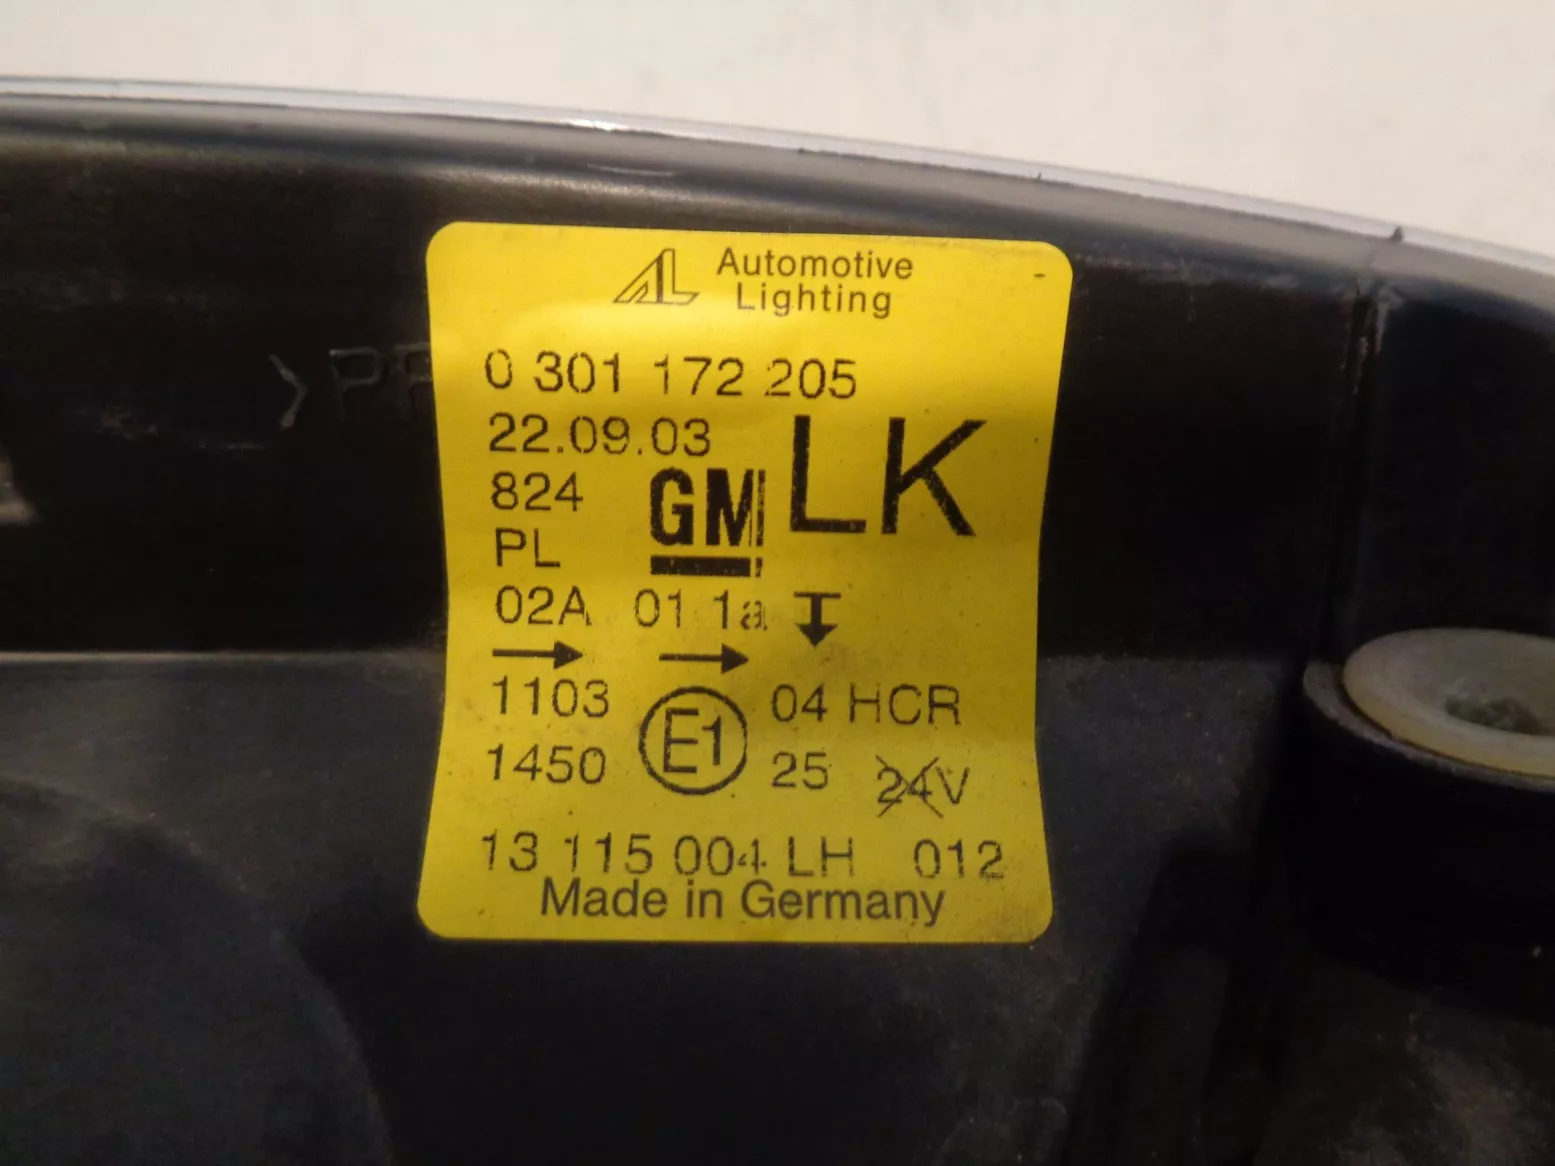 AL Automotive
Lighting
0 301 172 205
22.09.03
LK
824
GM
PL
02A 01 1a
1103 E1 04 HCR
1450 25 24V
13 115 004 LH 012
Made in Germany